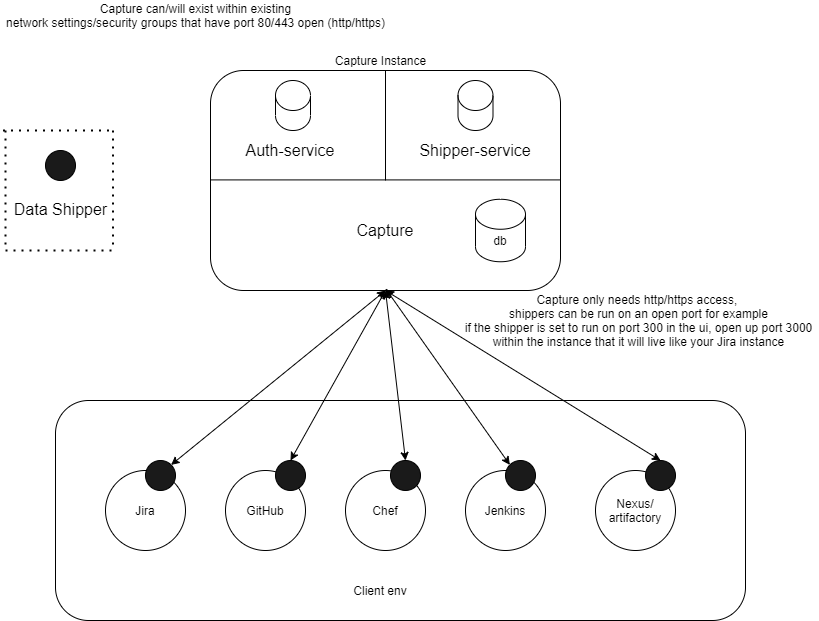 Capture can/will exist within existing
network settings/security groups that have port 80/443 open (http/https)
Capture Instance
Auth-service
Shipper-service
Data Shipper
Capture
db
Capture only needs http/https access,
shippers can be run on an open port for example
if the shipper is set to run on port 300 in the ui, open up port 3000
within the instance that it will live like your Jira instance
Jira
GitHub
Chef
Jenkins
Nexus/
artifactory
Client env